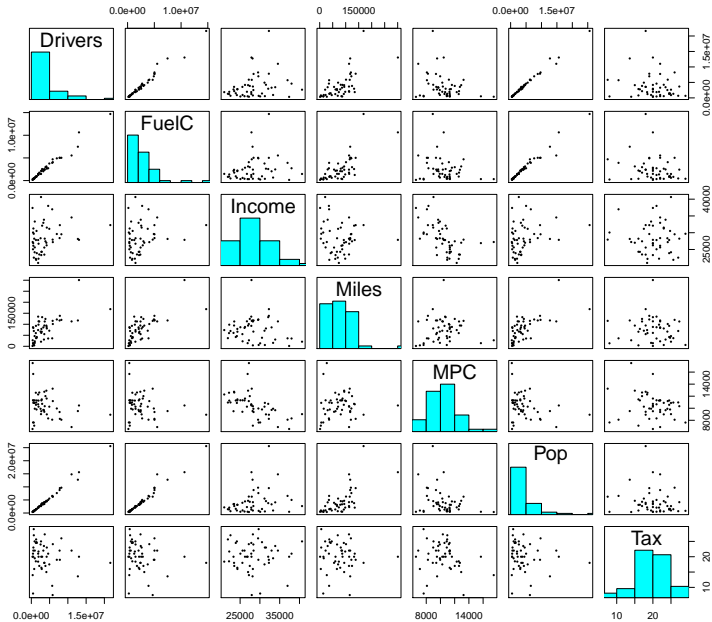 0.0e+00 1.0e+07
0 150000
0.0e+00 1.5e+07
Drivers
0.0e+00 1.5e+07
FuelC
0.0e+00 1.0e+07
Income
25000 40000
Miles
0 150000
MPC
8000 14000
Pop
0.0e+00 2.0e+07
Tax
10 20
0.0e+00 1.5e+07
25000 35000
8000 14000
10 20